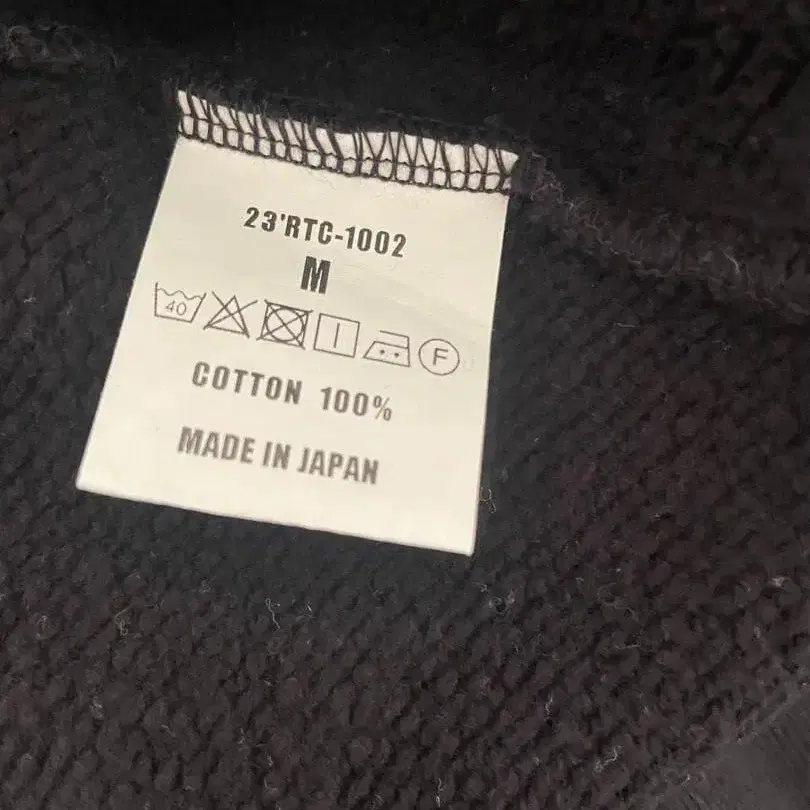 23'RTC-1002
M
40 F
COTTON 100%
MADE IN JAPAN